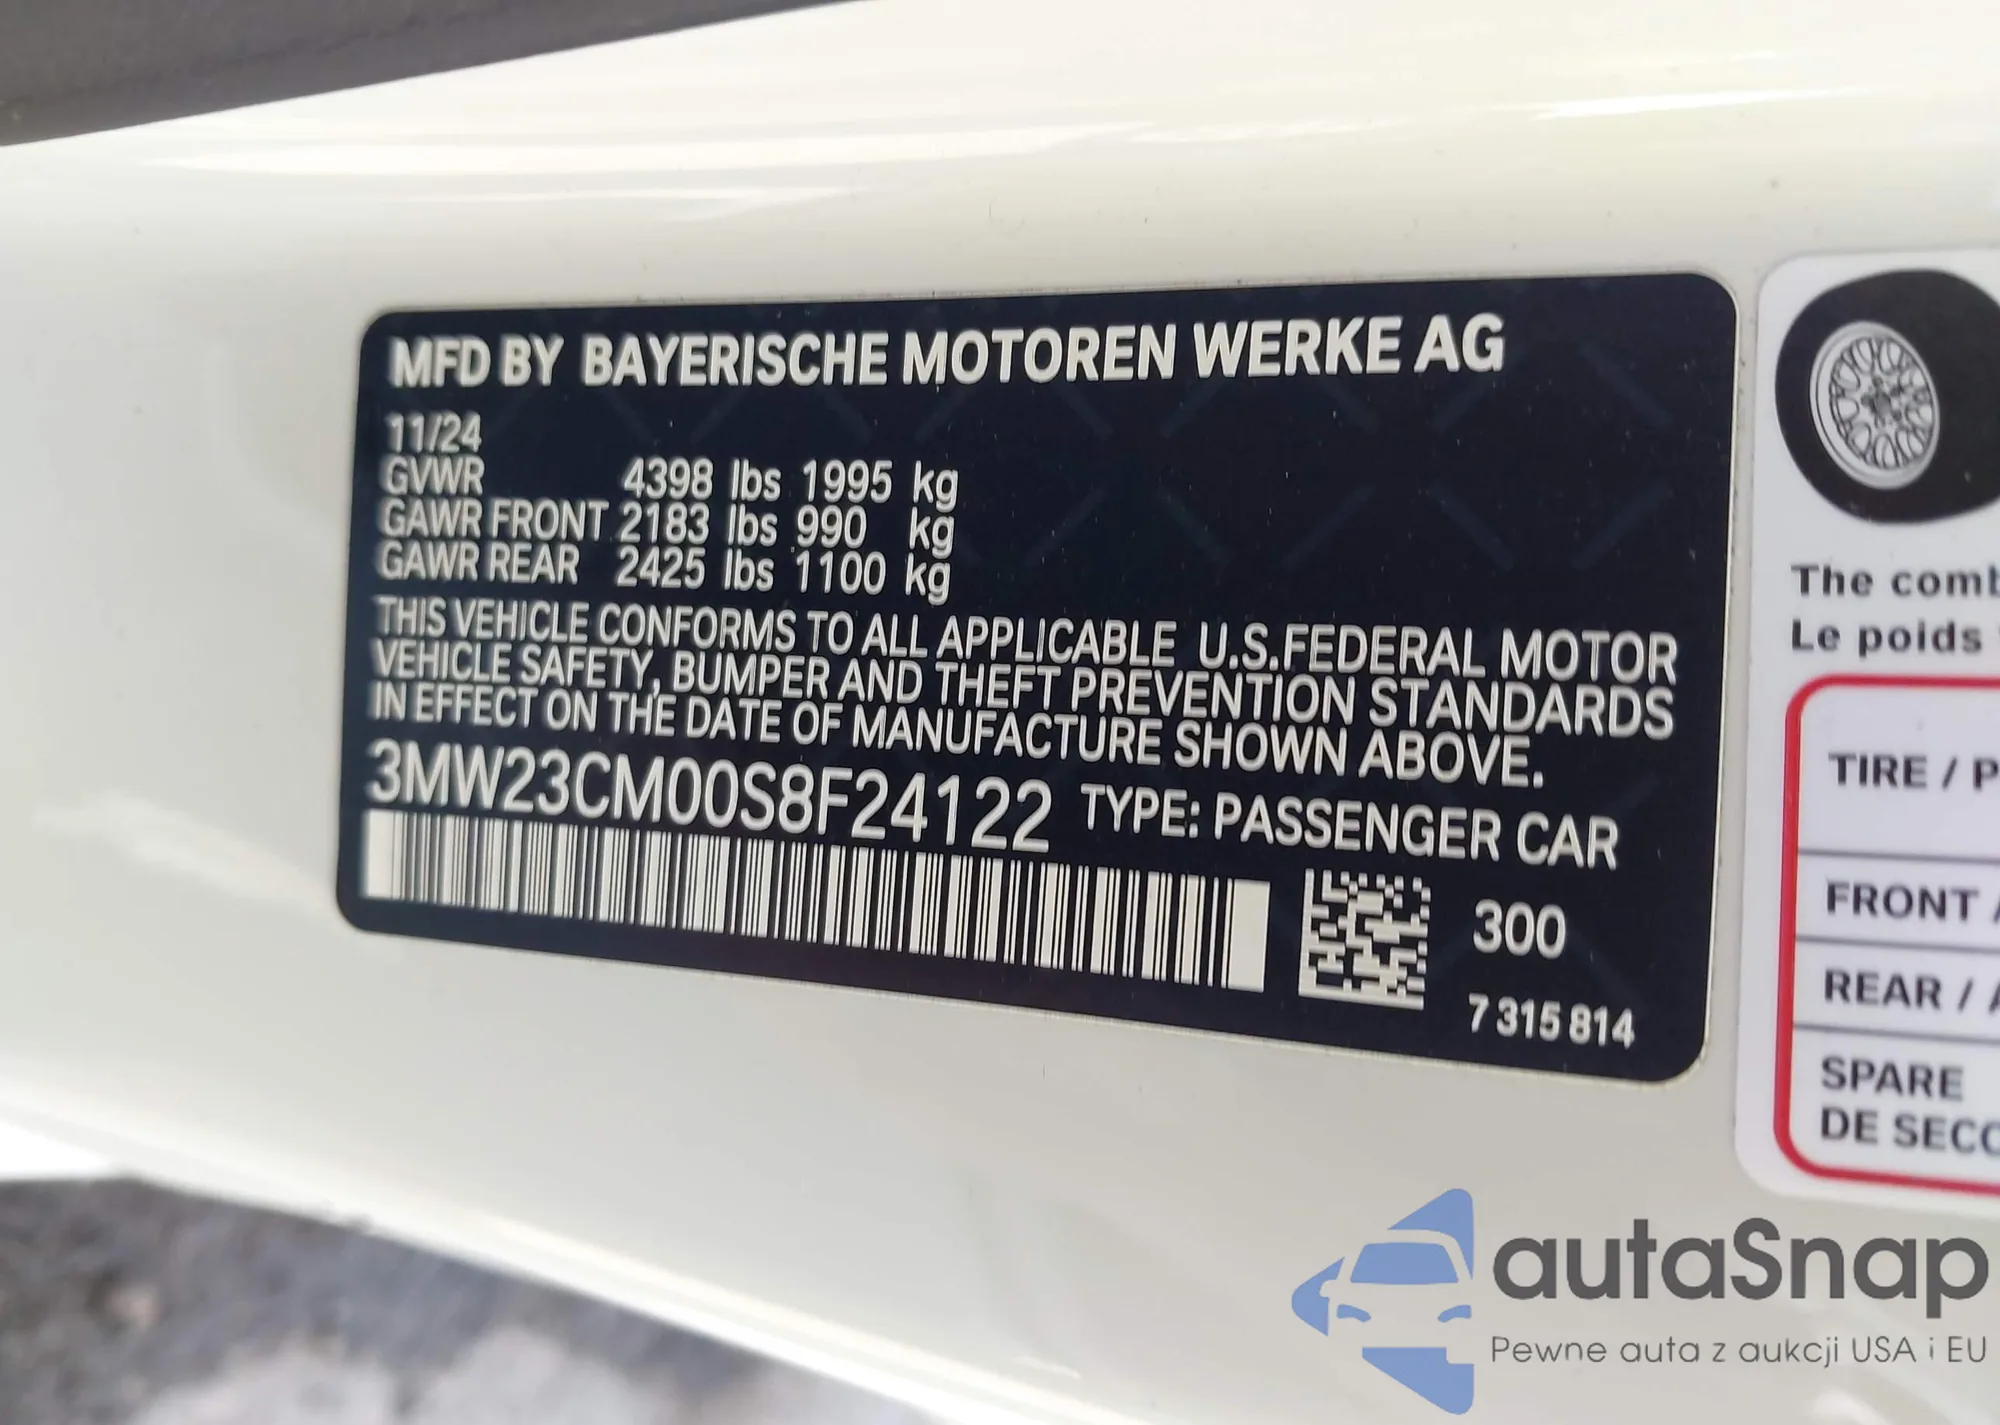 MFD BY BAYERISCHE MOTOREN WERKE AG
11/24
GVWR 4398 lbs 1995 kg
GAWR FRONT 2183 lbs 990 kg
GAWR REAR 2425 lbs 1100 kg
THIS VEHICLE CONFORMS TO ALL APPLICABLE U.S.FEDERAL MOTOR
VEHICLE SAFETY, BUMPER AND THEFT PREVENTION STANDARDS
IN EFFECT ON THE DATE OF MANUFACTURE SHOWN ABOVE.
3MW23CM00S8F24122 TYPE: PASSENGER CAR
300
7 315 814
The comb
Le poids
TIRE / P
FRONT /
REAR / A
SPARE
DE SECO
autaSnap
Pewne auta z aukcji USA i EU